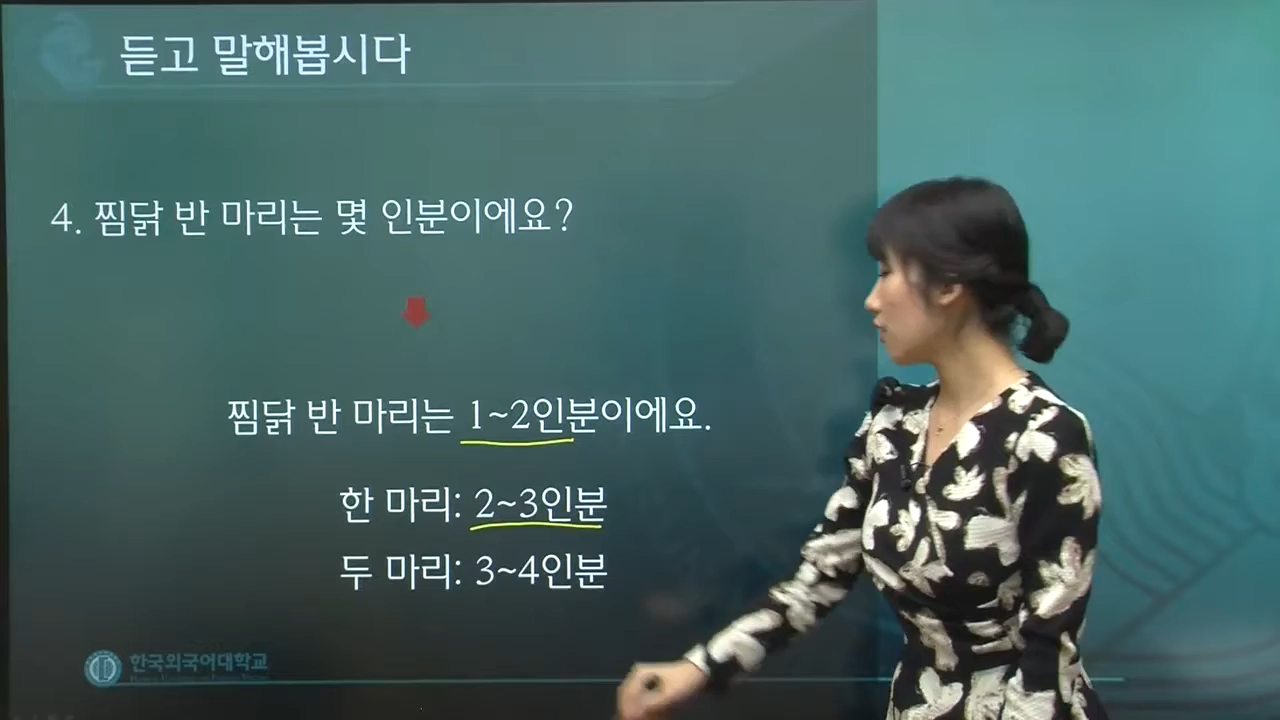 듣고 말해봅시다
4. 찜닭 반 마리는 몇 인분이에요?
찜닭 반 마리는 1~2인분이에요.
한 마리: 2~3인분
두 마리: 3~4인분
한국외국어대학교